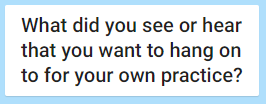 What did you see or hear
that you want to hang on
to for your own practice?